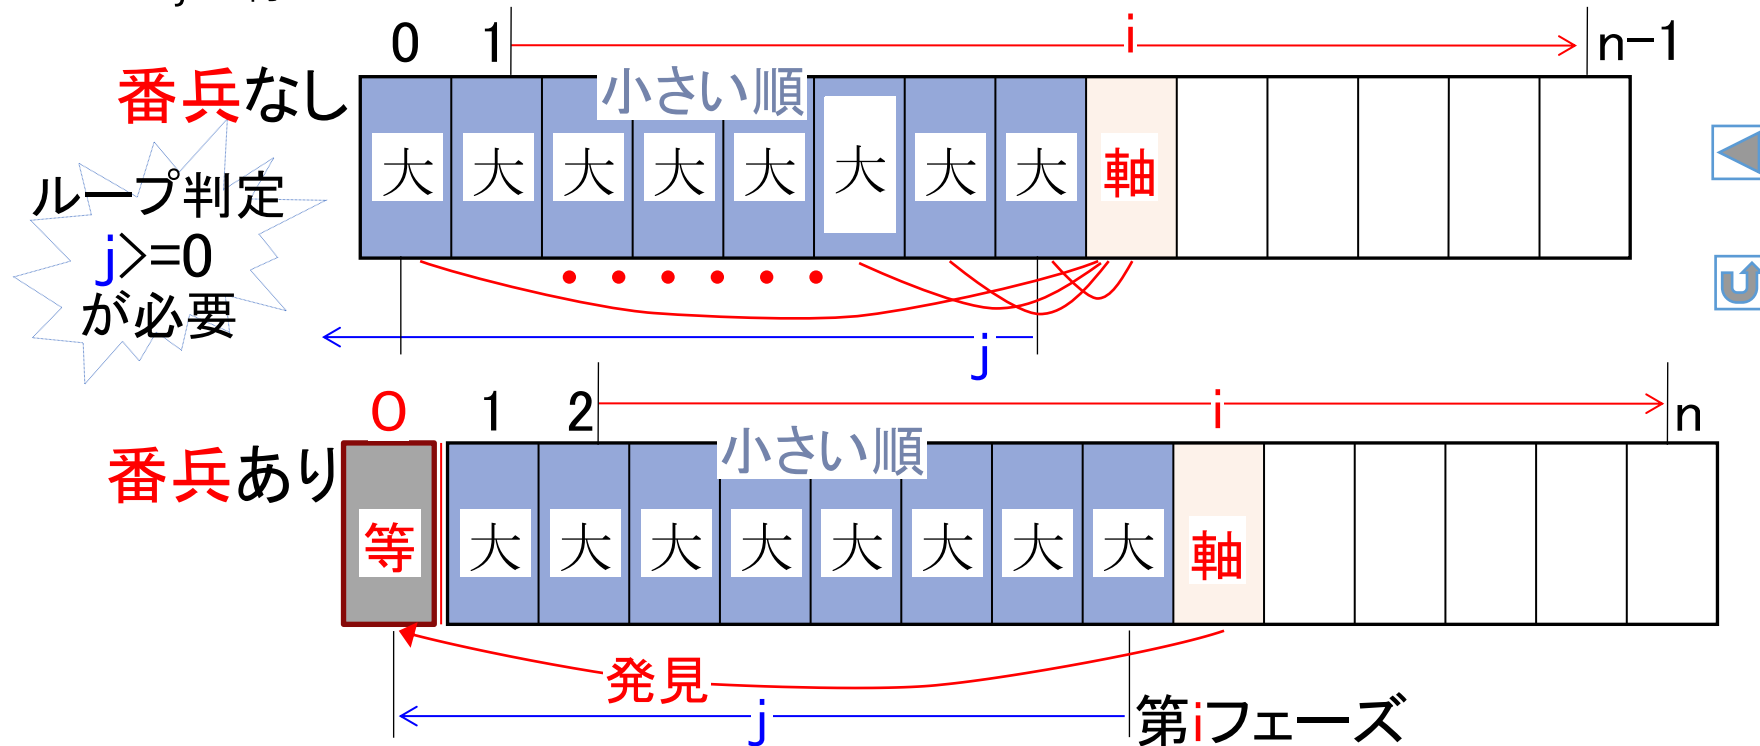 0 1 i n-1
番兵なし
小さい順
大 大 大 大 大 大 大 大 軸
ループ判定
j>=0
が必要
j
0 1 2 i n
番兵あり
小さい順
等 大 大 大 大 大 大 大 大 軸
発見
j
第iフェーズ